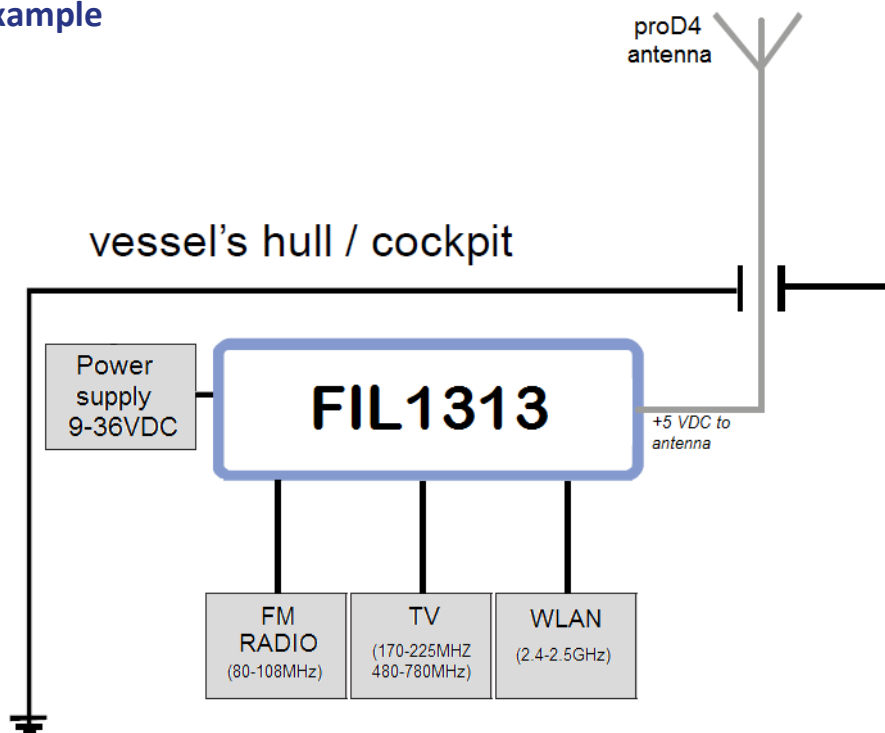 xample
proD4
antenna
vessel's hull / cockpit
Power
supply
9-36VDC
FIL1313
+5 VDC to
antenna
FM
RADIO
(80-108MHz)
TV
(170-225MHZ
480-780MHz)
WLAN
(2.4-2.5GHz)